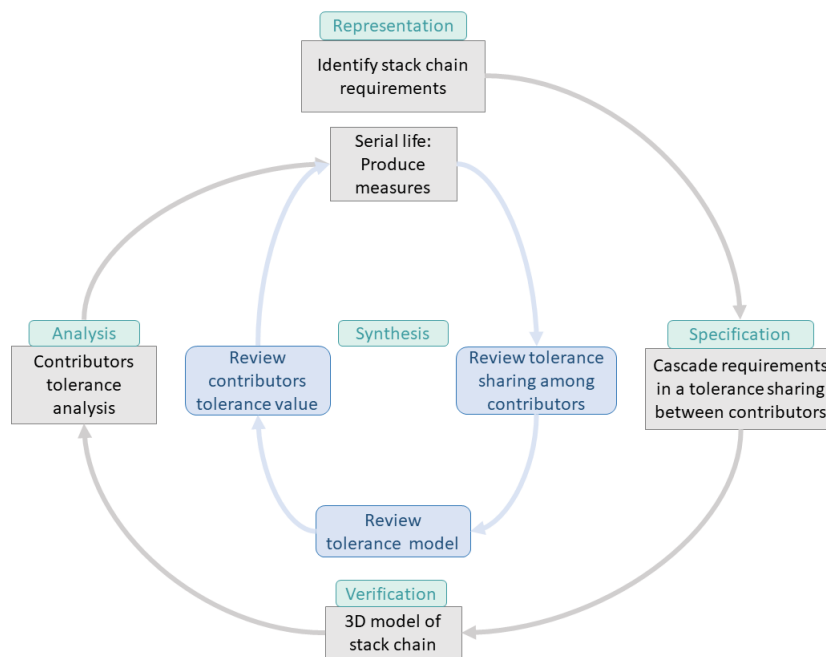 Representation
Identify stack chain
requirements
Serial life:
Produce
measures
Analysis
Contributors
tolerance
analysis
Review
contributors
tolerance value
Synthesis
Review tolerance
sharing among
contributors
Specification
Cascade requirements
in a tolerance sharing
between contributors
Review
tolerance model
Verification
3D model of
stack chain